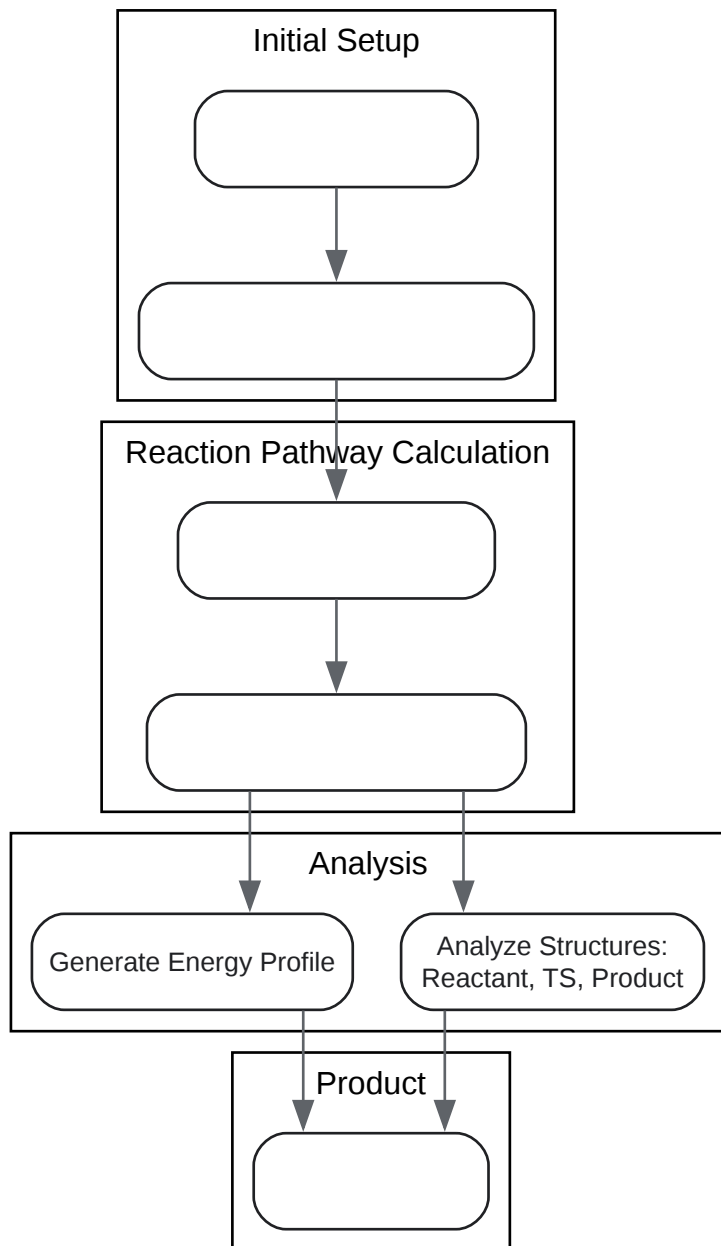 Initial Setup
Reaction Pathway Calculation
Analysis
Generate Energy Profile
Analyze Structures:
Reactant, TS, Product
Product